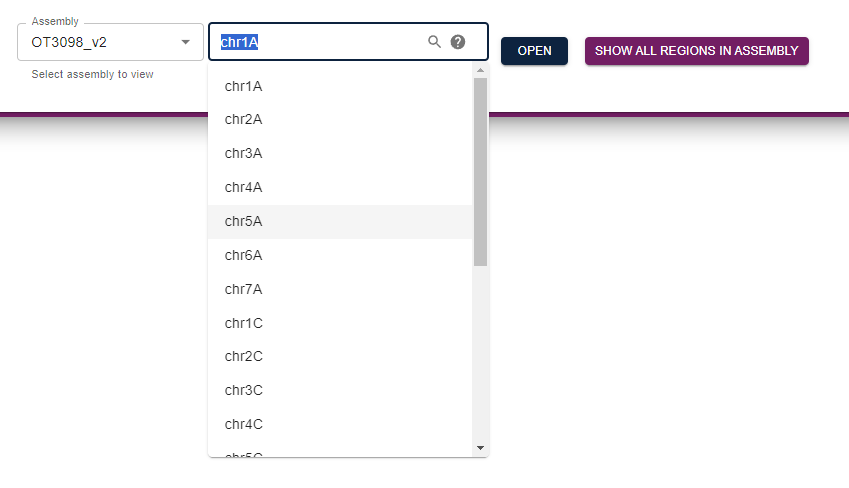 Assembly
OT3098_v2
Select assembly to view
chr1A
OPEN
SHOW ALL REGIONS IN ASSEMBLY
chr1A
chr2A
chr3A
chr4A
chr5A
chr6A
chr7A
chr1C
chr2C
chr3C
chr4C
chr5C